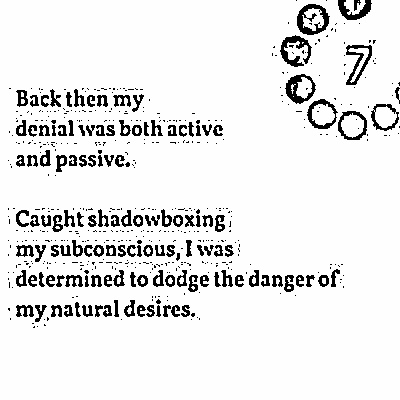 7
Back then my
denial was both active
and passive.
Caught shadowboxing
my subconscious, I was
determined to dodge the danger of
my natural desires.